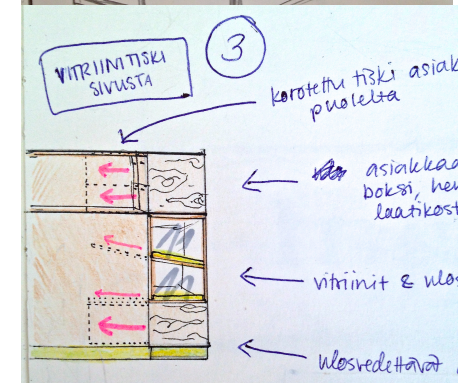 VITRIINITISKI
SIVUSTA
3
korotettu tiski asiak
puolelta
asiakkaa
boksi, hen
laatikost
vitriinit & ulos
ulosvedettävät